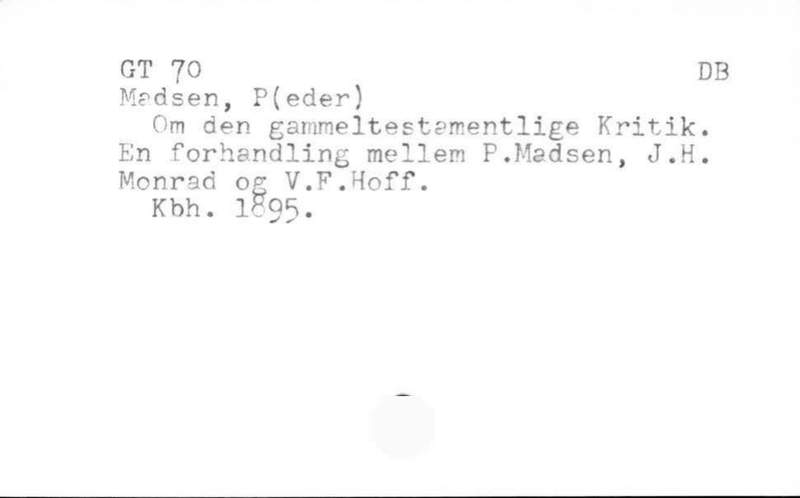 GT 70 DB
Madsen, P(eder)
Om den gammeltestamentlige Kritik.
En forhandling mellem P.Madsen, J.H.
Monrad og V.F.Hoff.
Kbh. 1895.